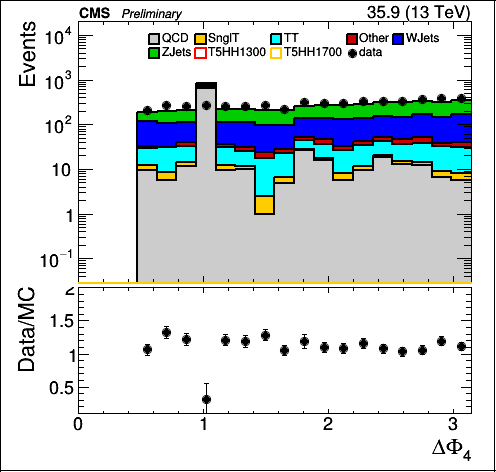 CMS Preliminary 35.9 (13 TeV)
Events
QCD SnglT TT Other WJets
ZJets T5HH1300 T5HH1700 data
10⁴
10³
10²
10
1
10⁻¹
Data/MC
2
1.5
1
0.5
0 1 2 3
ΔΦ₄